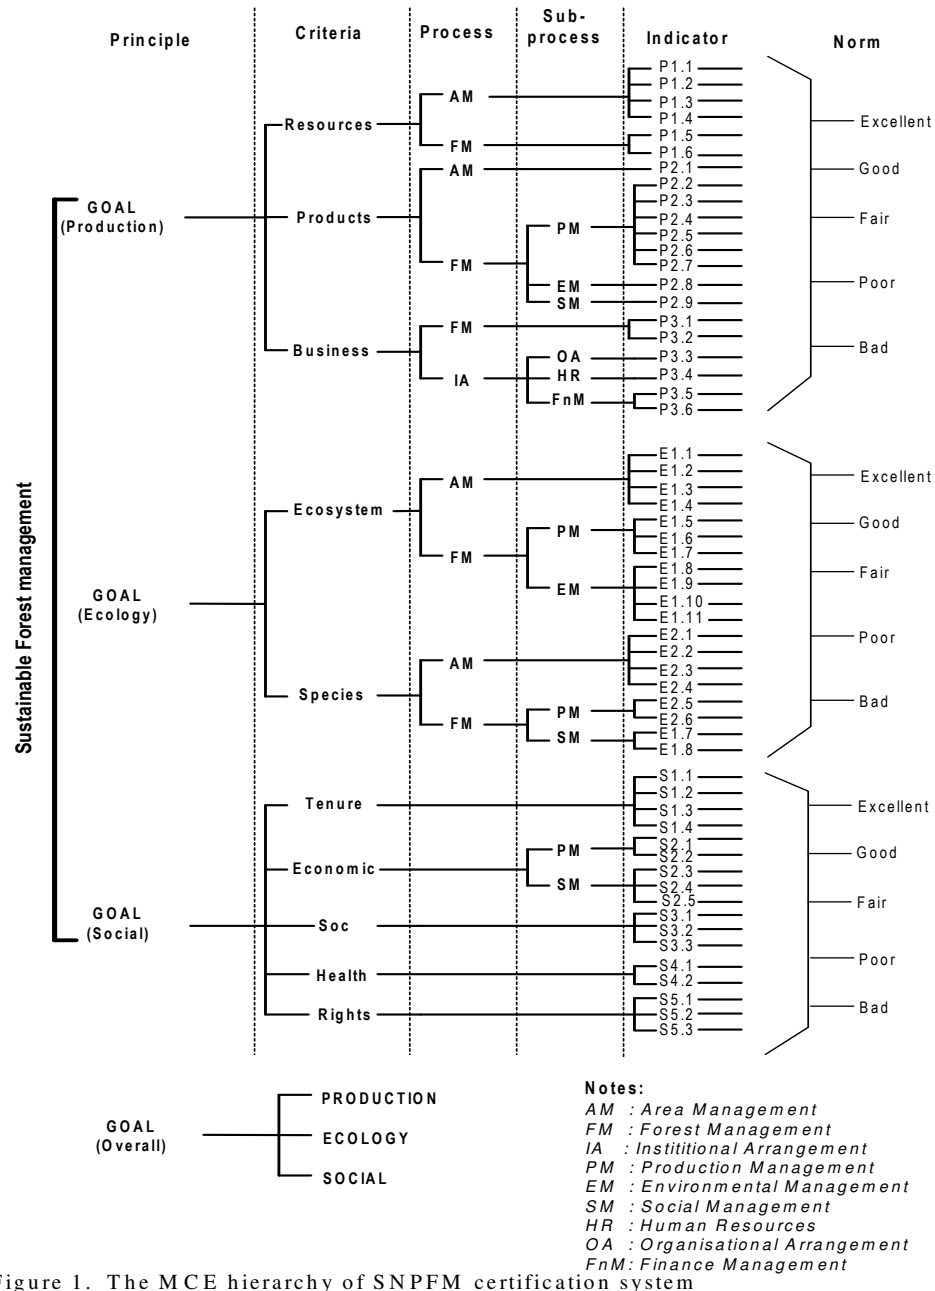 Principle Criteria Process Sub-process Indicator Norm
Sustainable Forest management
GOAL
(Production)
Resources
AM
P1.1
P1.2
P1.3
P1.4
FM
P1.5
P1.6
Products
AM
P2.1
FM
PM
P2.2
P2.3
P2.4
P2.5
P2.6
P2.7
EM
P2.8
SM
P2.9
Business
FM
P3.1
P3.2
IA
OA
P3.3
HR
P3.4
FnM
P3.5
P3.6
Excellent
Good
Fair
Poor
Bad
GOAL
(Ecology)
Ecosystem
AM
E1.1
E1.2
E1.3
E1.4
FM
PM
E1.5
E1.6
E1.7
EM
E1.8
E1.9
E1.10
E1.11
Species
AM
E2.1
E2.2
E2.3
E2.4
FM
PM
E2.5
E2.6
SM
E1.7
E1.8
Excellent
Good
Fair
Poor
Bad
GOAL
(Social)
Tenure
S1.1
S1.2
S1.3
S1.4
Economic
PM
S2.1
S2.2
SM
S2.3
S2.4
S2.5
Soc
S3.1
S3.2
S3.3
Health
S4.1
S4.2
Rights
S5.1
S5.2
S5.3
Excellent
Good
Fair
Poor
Bad
GOAL
(Overall)
PRODUCTION
ECOLOGY
SOCIAL
Notes:
AM : Area Management
FM : Forest Management
IA : Instititional Arrangement
PM : Production Management
EM : Environmental Management
SM : Social Management
HR : Human Resources
OA : Organisational Arrangement
FnM: Finance Management
Figure 1. The MCE hierarchy of SNPFM certification system